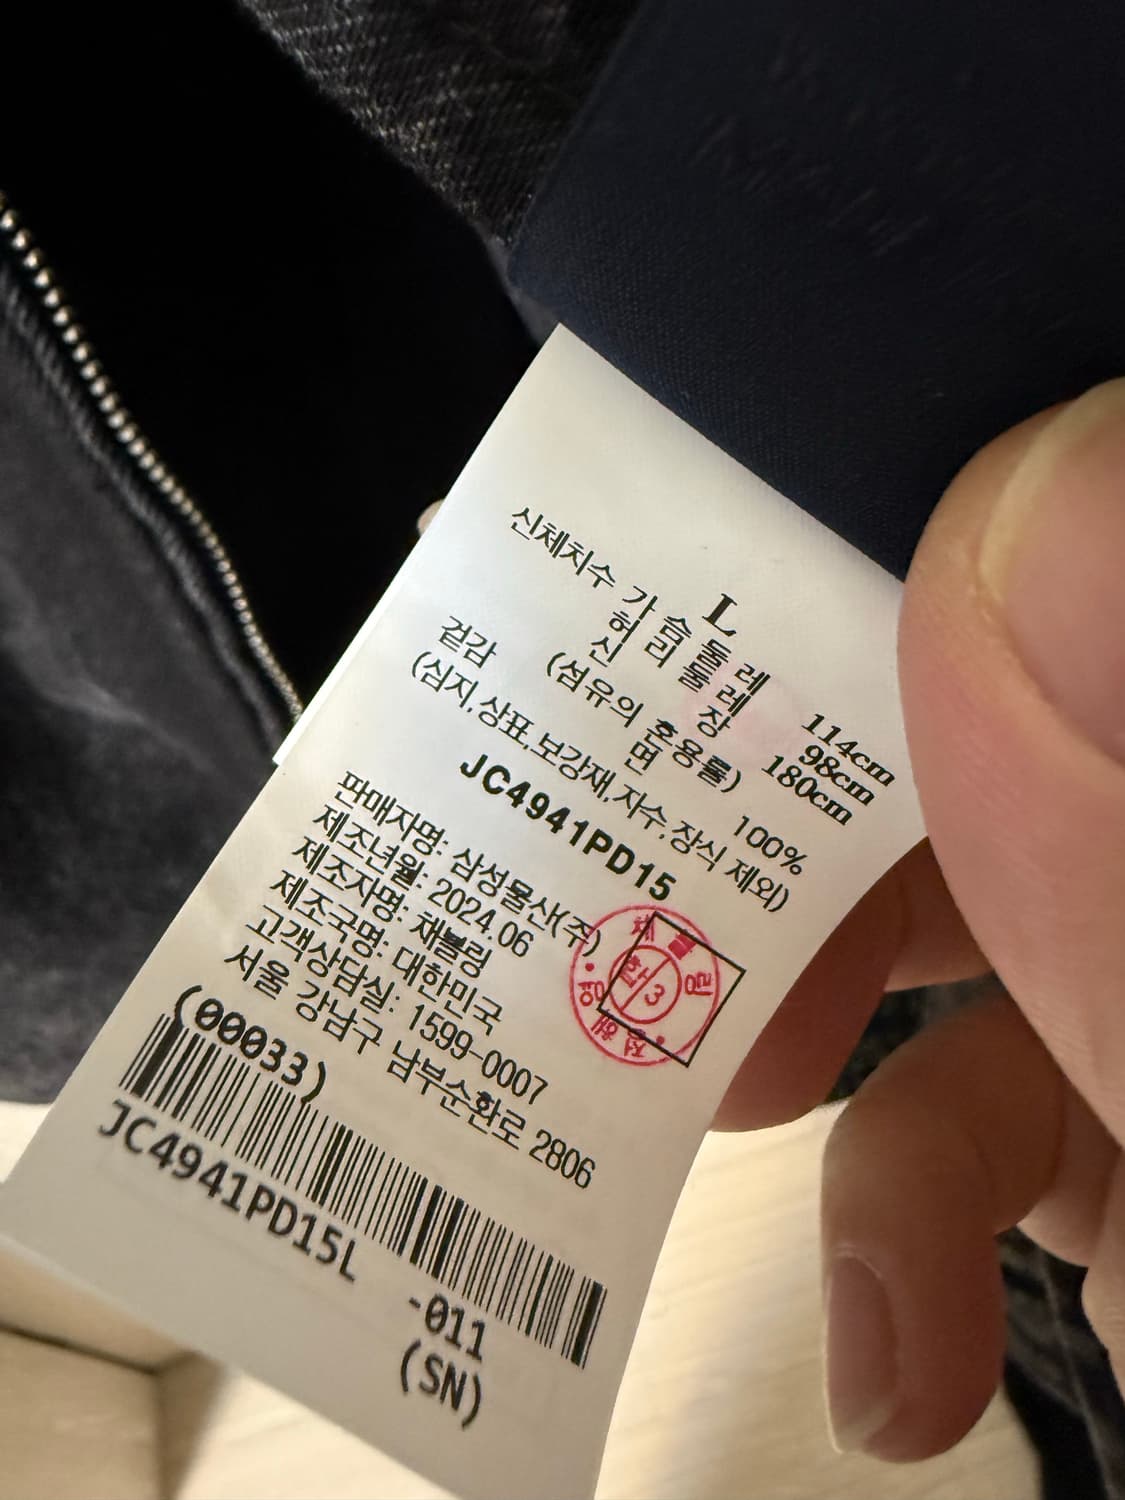 L
신체치수 가슴둘레 114cm
허리둘레 98cm
신장 180cm
겉감 (섬유의 혼용률)
면 100%
(심지,상표,보강재,자수,장식 제외)
JC4941PD15
판매자명: 삼성물산(주)
제조년월: 2024.06
제조자명: 채블링
제조국명: 대한민국
고객상담실: 1599-0007
서울 강남구 남부순환로 2806
(00033)
JC4941PD15L
-011
(SN)
채블링
3